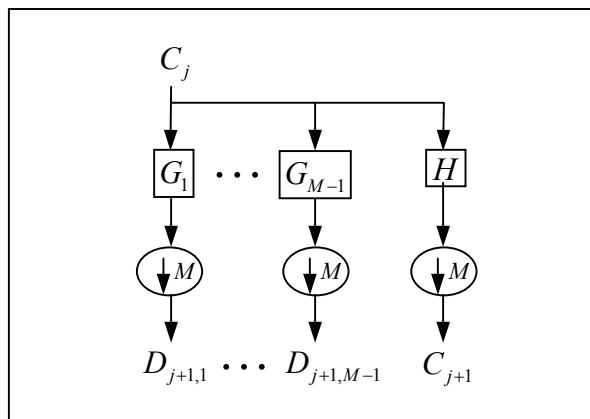 C_j
G_1 ··· G_{M−1} H
↓M ↓M ↓M
D_{j+1,1} ··· D_{j+1,M−1} C_{j+1}